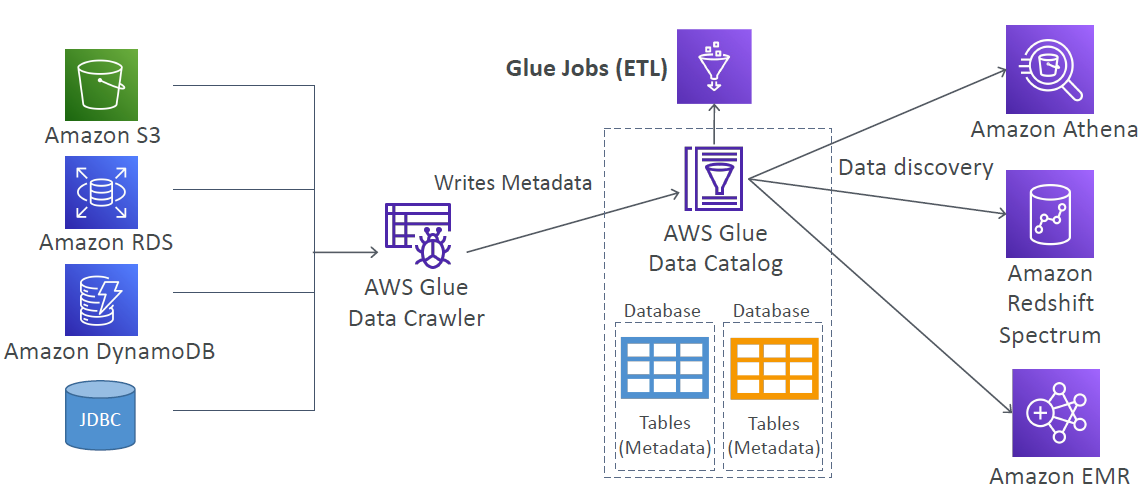 Glue Jobs (ETL)
Amazon S3
Amazon RDS
Amazon DynamoDB
JDBC
AWS Glue
Data Crawler
Writes Metadata
AWS Glue
Data Catalog
Database
Tables
(Metadata)
Database
Tables
(Metadata)
Data discovery
Amazon Athena
Amazon
Redshift
Spectrum
Amazon EMR